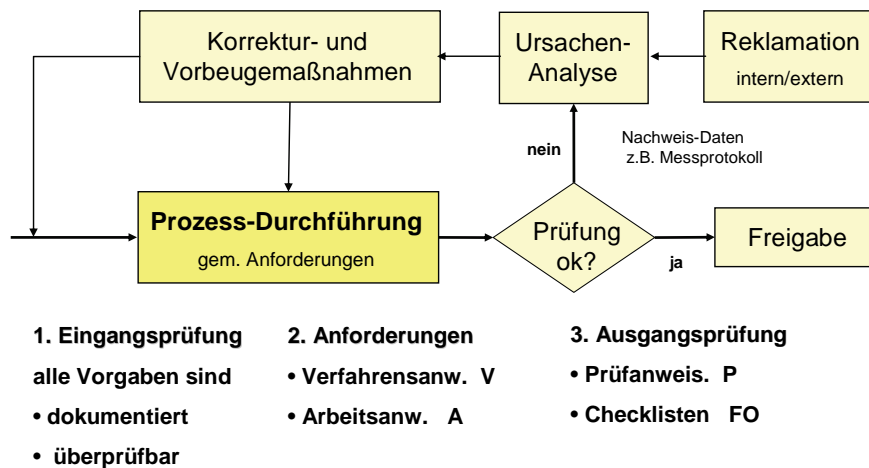 Korrektur- und
Vorbeugemaßnahmen
Ursachen-
Analyse
Reklamation
intern/extern
nein
Nachweis-Daten
z.B. Messprotokoll
Prozess-Durchführung
gem. Anforderungen
Prüfung
ok?
ja
Freigabe
1. Eingangsprüfung
alle Vorgaben sind
• dokumentiert
• überprüfbar
2. Anforderungen
• Verfahrensanw. V
• Arbeitsanw. A
3. Ausgangsprüfung
• Prüfanweis. P
• Checklisten FO